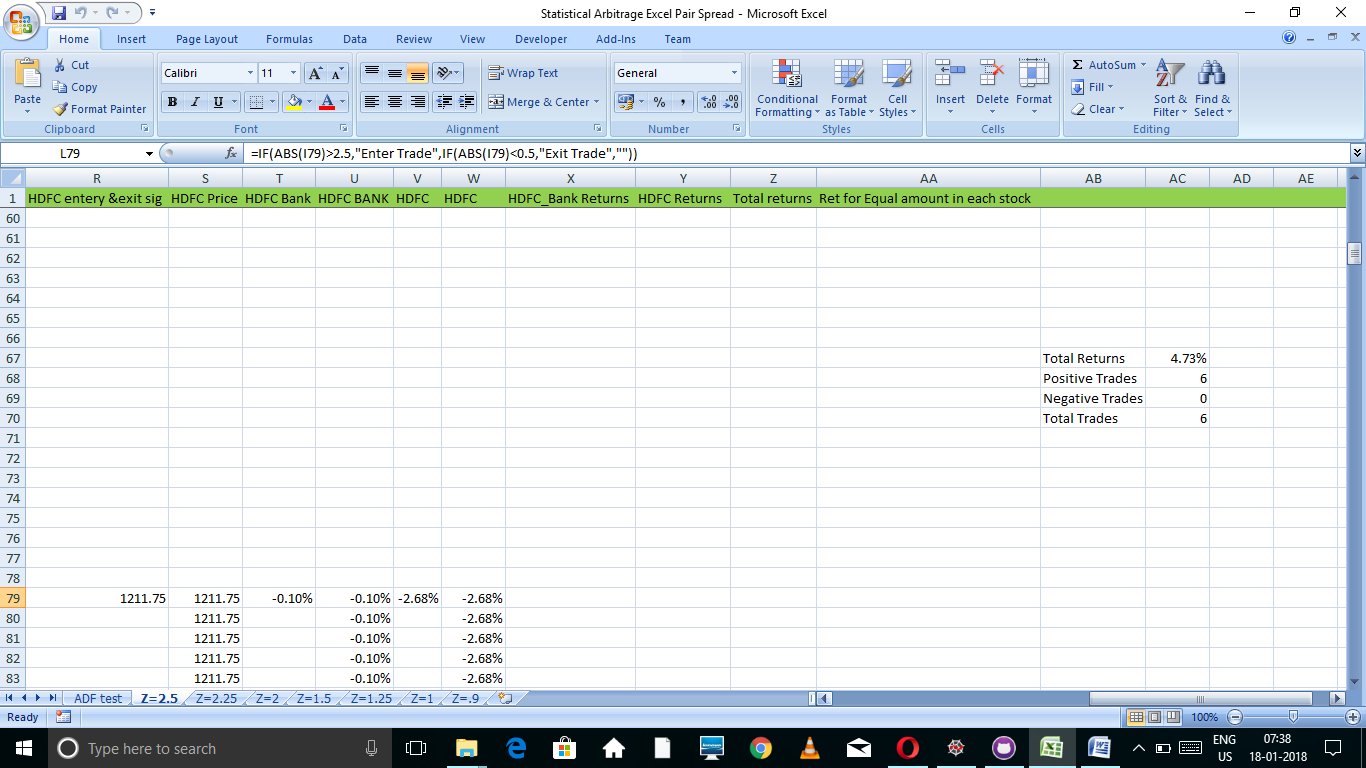 Statistical Arbitrage Excel Pair Spread - Microsoft Excel
Home Insert Page Layout Formulas Data Review View Developer Add-Ins Team
Paste Cut Copy Format Painter Clipboard
Calibri 11 B I U Font
Wrap Text Merge & Center Alignment
General % , Number
Conditional Formatting Format as Table Cell Styles Styles
Insert Delete Format Cells
Σ AutoSum Fill Clear Sort & Filter Find & Select Editing
L79 fx =IF(ABS(I79)>2.5,"Enter Trade",IF(ABS(I79)<0.5,"Exit Trade",""))
R S T U V W X Y Z AA AB AC AD AE
1 HDFC entery &exit sig HDFC Price HDFC Bank HDFC BANK HDFC HDFC HDFC_Bank Returns HDFC Returns Total returns Ret for Equal amount in each stock
60
61
62
63
64
65
66
67 Total Returns 4.73%
68 Positive Trades 6
69 Negative Trades 0
70 Total Trades 6
71
72
73
74
75
76
77
78
79 1211.75 1211.75 -0.10% -0.10% -2.68% -2.68%
80 1211.75 -0.10% -2.68%
81 1211.75 -0.10% -2.68%
82 1211.75 -0.10% -2.68%
83 1211.75 -0.10% -2.68%
ADF test Z=2.5 Z=2.25 Z=2 Z=1.5 Z=1.25 Z=1 Z=.9
Ready 100%
Type here to search ENG US 07:38 18-01-2018